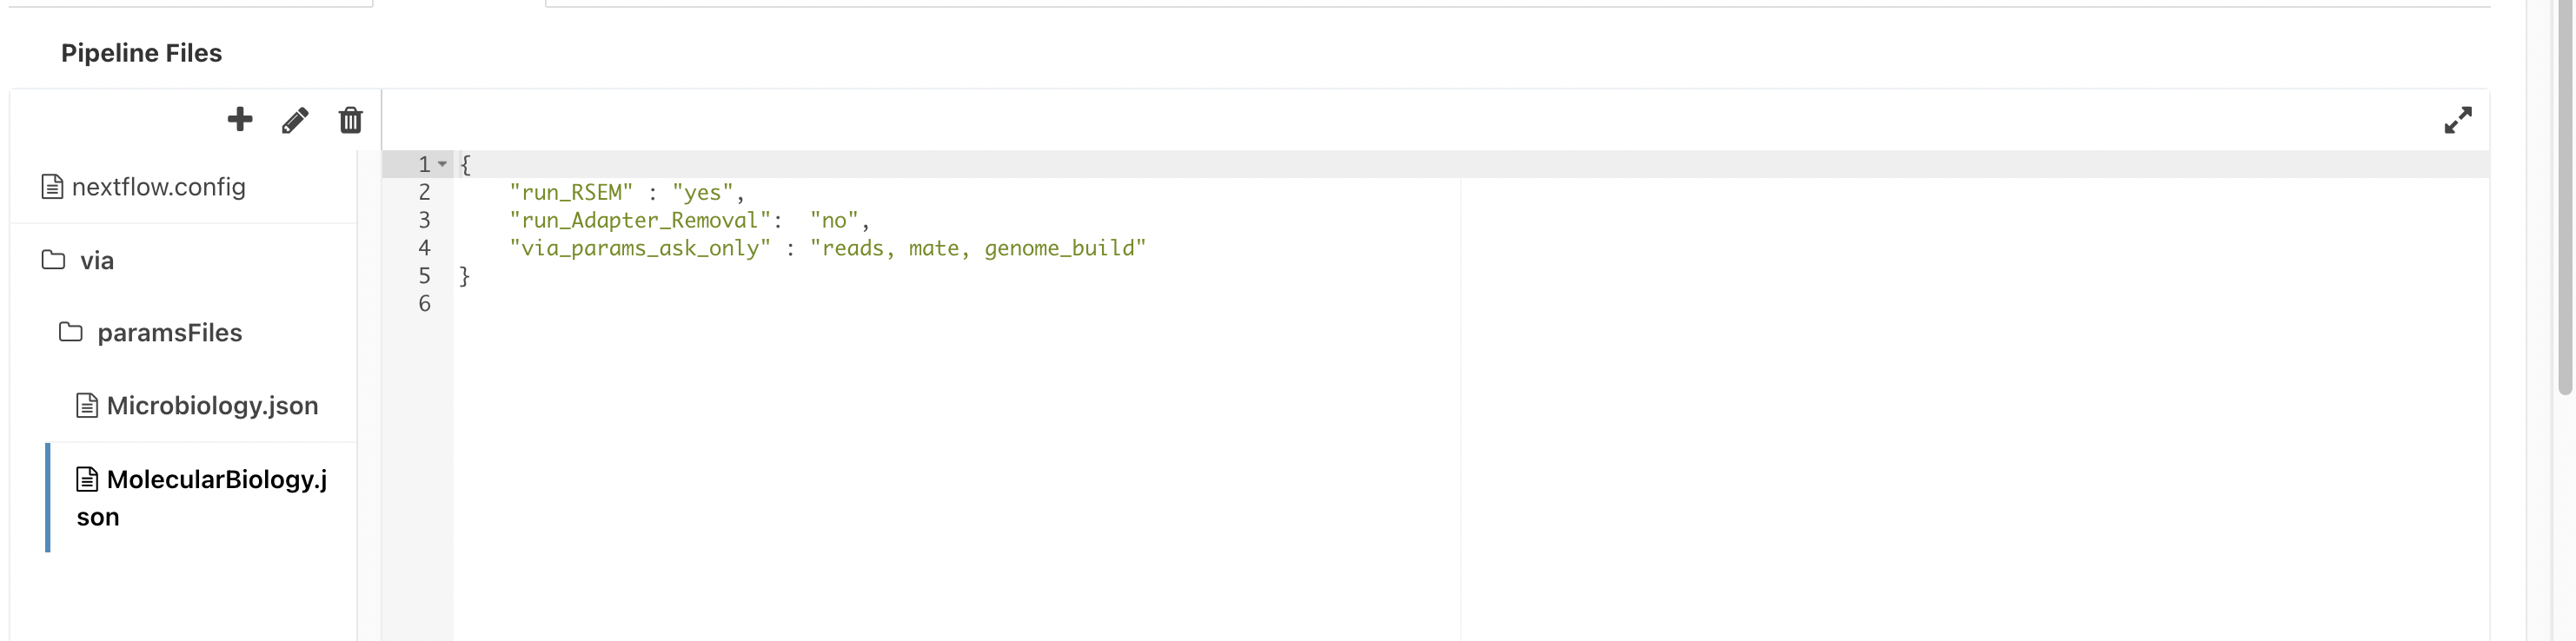 Pipeline Files
nextflow.config
via
paramsFiles
Microbiology.json
MolecularBiology.j
son
1 {
2     "run_RSEM" : "yes",
3     "run_Adapter_Removal":  "no",
4     "via_params_ask_only" : "reads, mate, genome_build"
5 }
6